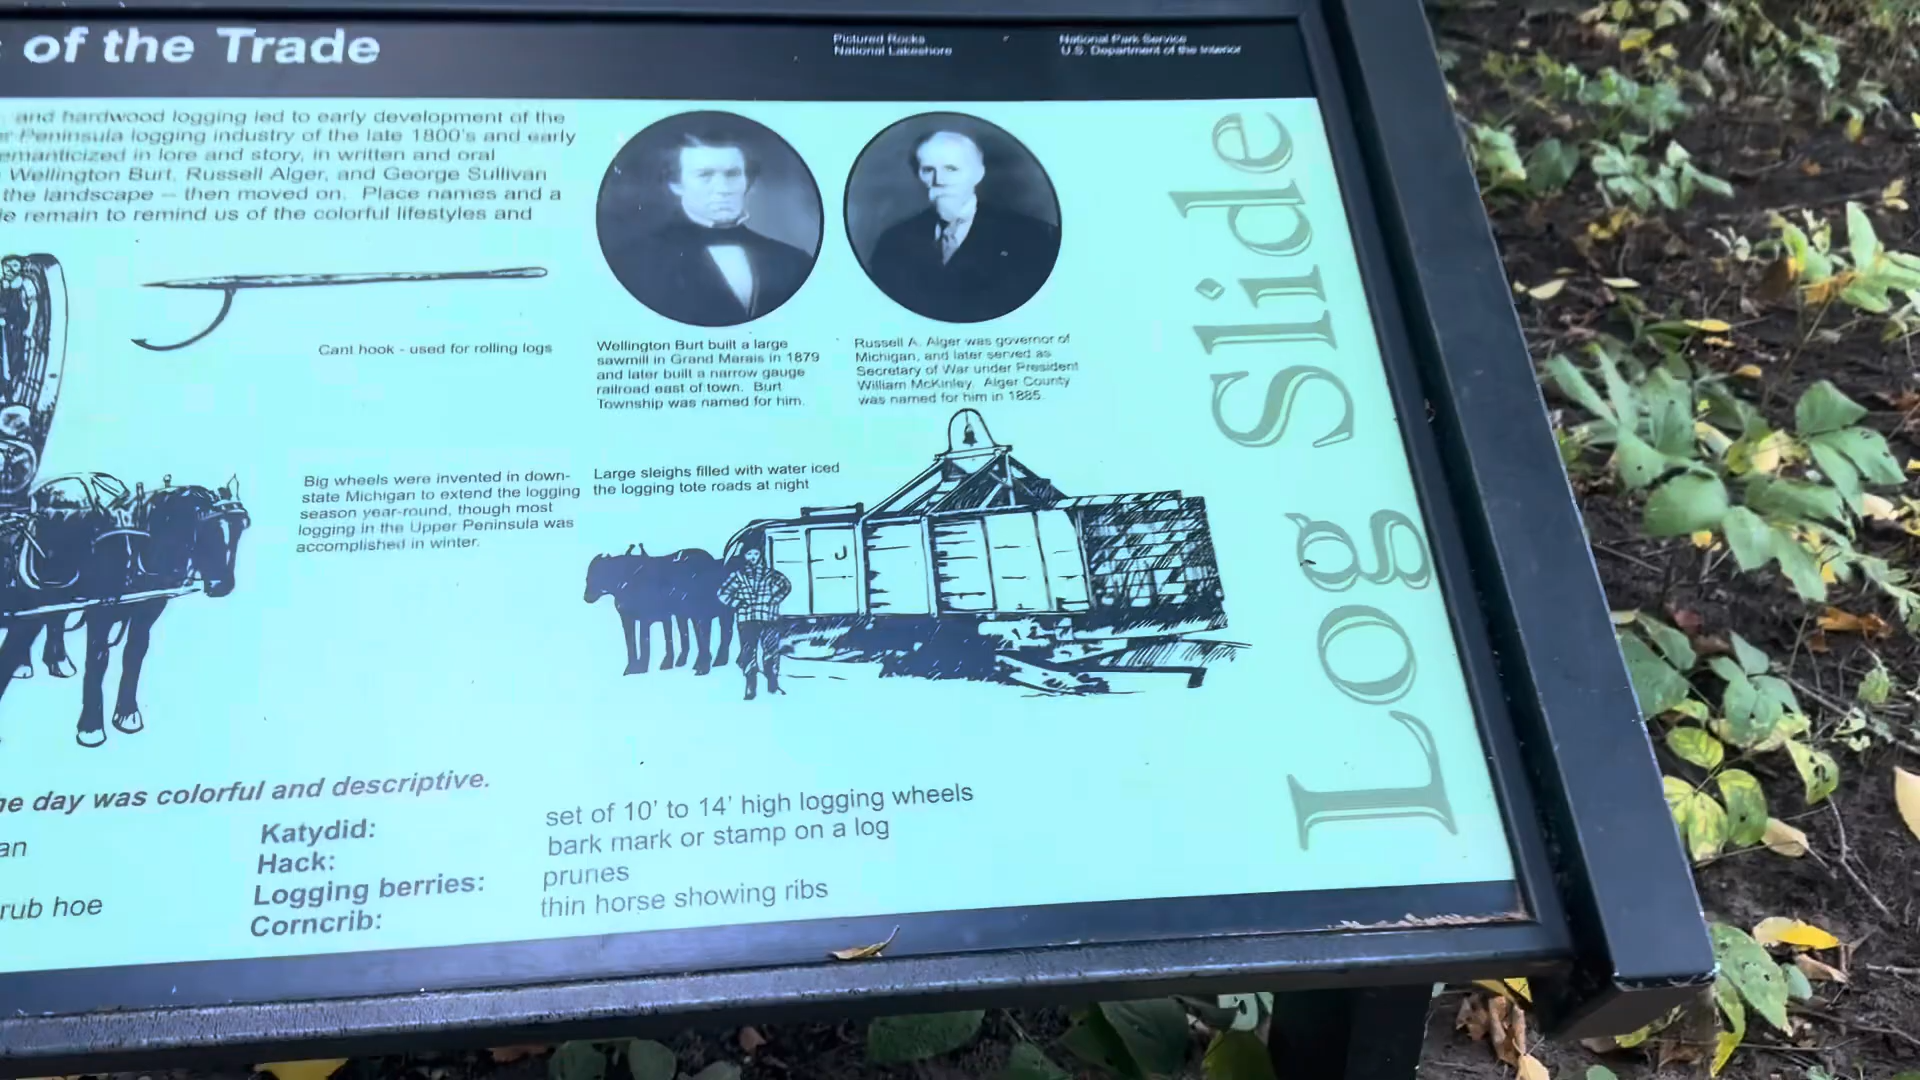 of the Trade
Pictured Rocks
National Lakeshore
National Park Service
U.S. Department of the Interior
and hardwood logging led to early development of the
Peninsula logging industry of the late 1800's and early
in lore and story, in written and oral
Wellington Burt, Russell Alger, and George Sullivan
the landscape – then moved on. Place names and a
remain to remind us of the colorful lifestyles and
Cant hook - used for rolling logs
Wellington Burt built a large
sawmill in Grand Marais in 1879
and later built a narrow gauge
railroad east of town. Burt
Township was named for him.
Russell A. Alger was governor of
Michigan, and later served as
Secretary of War under President
William McKinley. Alger County
was named for him in 1885.
Big wheels were invented in down-
state Michigan to extend the logging
season year-round, though most
logging in the Upper Peninsula was
accomplished in winter.
Large sleighs filled with water iced
the logging tote roads at night
Log Slide
day was colorful and descriptive.
Katydid: set of 10' to 14' high logging wheels
Hack: bark mark or stamp on a log
Logging berries: prunes
hoe
Corncrib: thin horse showing ribs